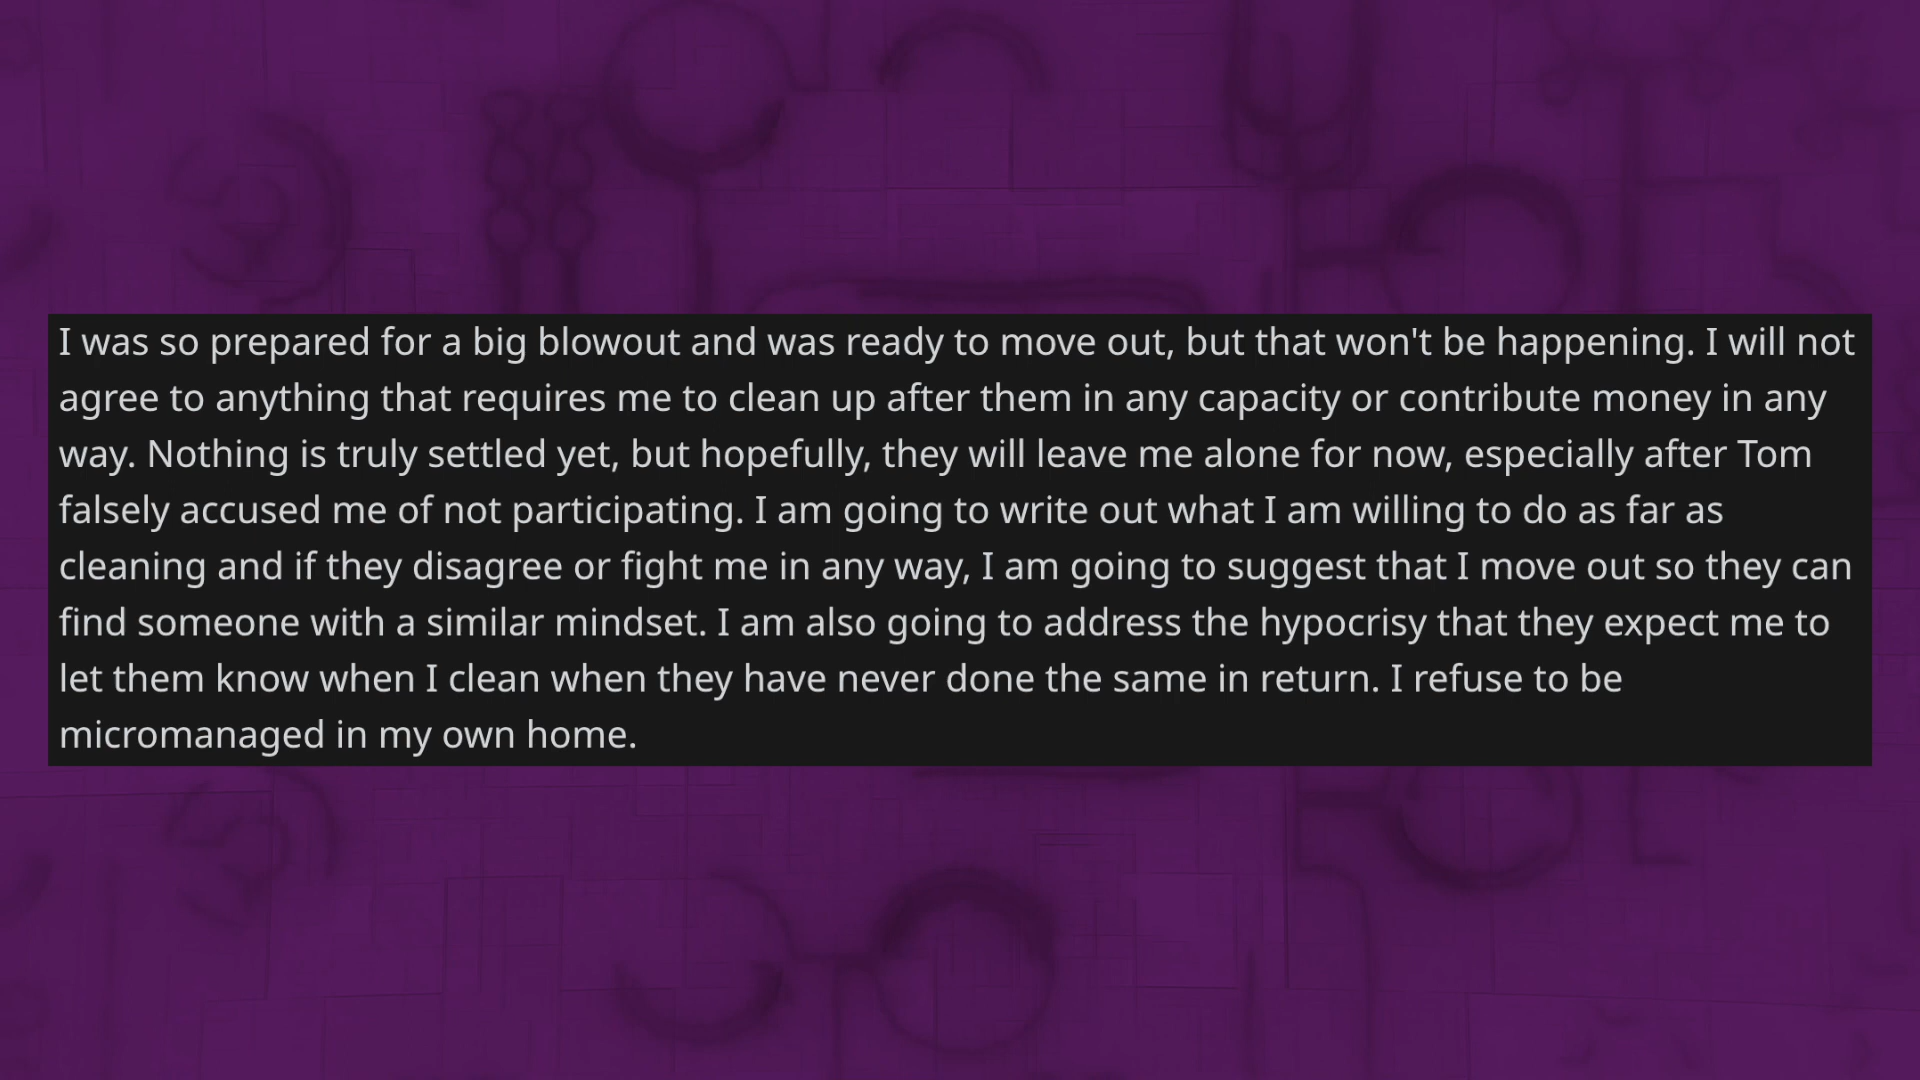 I was so prepared for a big blowout and was ready to move out, but that won't be happening. I will not
agree to anything that requires me to clean up after them in any capacity or contribute money in any
way. Nothing is truly settled yet, but hopefully, they will leave me alone for now, especially after Tom
falsely accused me of not participating. I am going to write out what I am willing to do as far as
cleaning and if they disagree or fight me in any way, I am going to suggest that I move out so they can
find someone with a similar mindset. I am also going to address the hypocrisy that they expect me to
let them know when I clean when they have never done the same in return. I refuse to be
micromanaged in my own home.